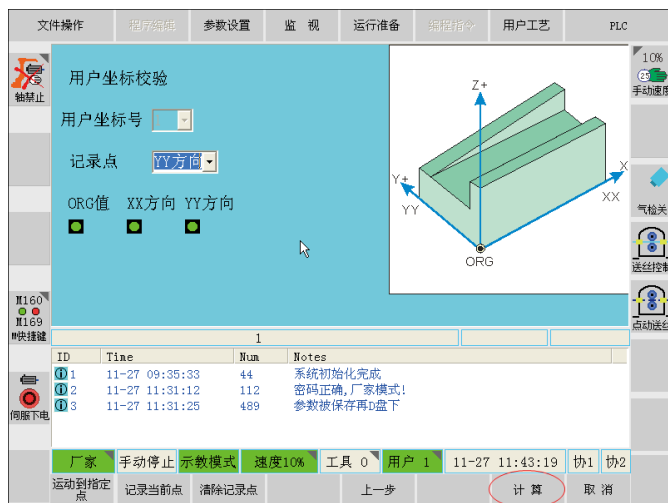 文件操作 程序编辑 参数设置 监 视 运行准备 编程指令 用户工艺 PLC
轴禁止
用户坐标校验
用户坐标号
记录点 YY方向
ORG值 XX方向 YY方向
Z+
Y+
YY
X
XX
ORG
10%
25
手动速度
气检关
送丝控制
点动送丝
M160
M169
M快捷键
伺服下电
1
ID Time Num Notes
1 11-27 09:35:33 44 系统初始化完成
2 11-27 11:31:12 112 密码正确,厂家模式!
3 11-27 11:31:25 489 参数被保存再D盘下
厂家 手动停止 示教模式 速度10% 工具 0 用户 1 11-27 11:43:19 协1 协2
运动到指定点 记录当前点 清除记录点 上一步 计 算 取 消